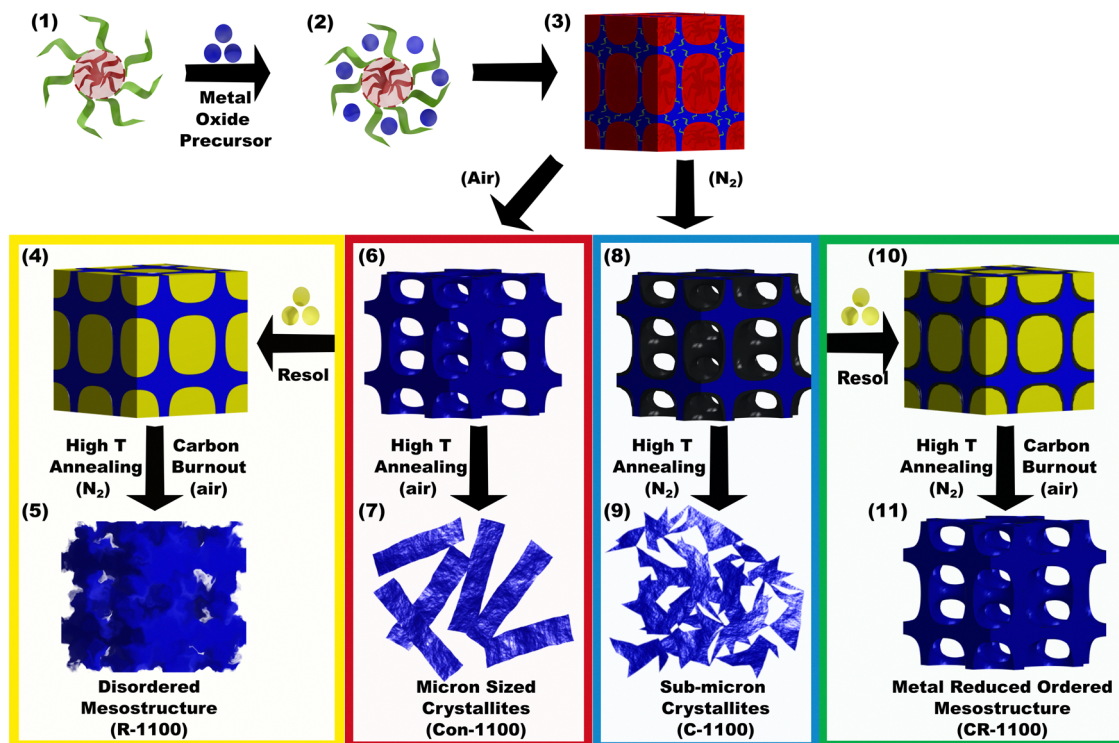 (1)
(2)
(3)
Metal
Oxide
Precursor
(Air)
(N₂)
(4)
(6)
(8)
(10)
Resol
Resol
High T
Annealing
(N₂)
Carbon
Burnout
(air)
High T
Annealing
(air)
High T
Annealing
(N₂)
High T
Annealing
(N₂)
Carbon
Burnout
(air)
(5)
(7)
(9)
(11)
Disordered
Mesostructure
(R-1100)
Micron Sized
Crystallites
(Con-1100)
Sub-micron
Crystallites
(C-1100)
Metal Reduced Ordered
Mesostructure
(CR-1100)